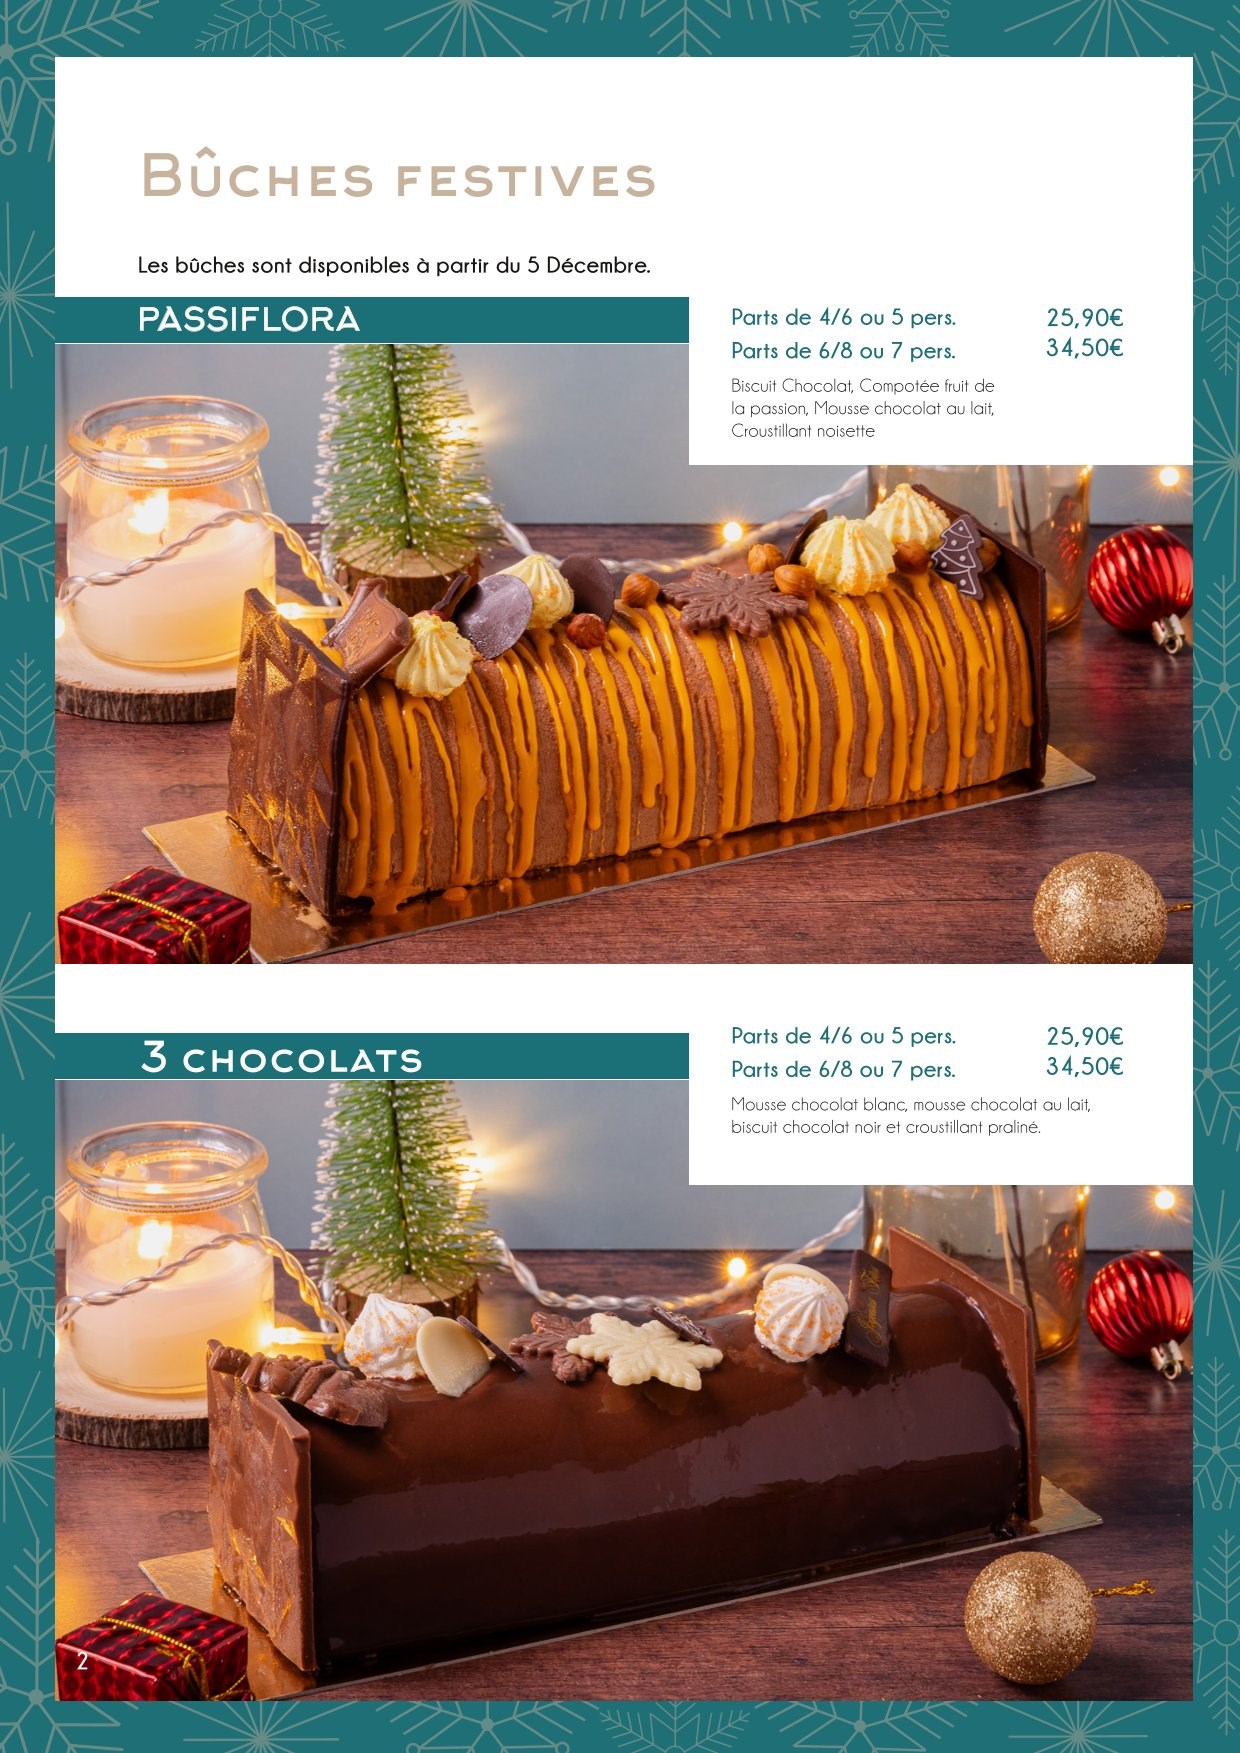 Bûches festives
Les bûches sont disponibles à partir du 5 Décembre.
PASSIFLORA
Parts de 4/6 ou 5 pers. 25,90€
Parts de 6/8 ou 7 pers. 34,50€
Biscuit Chocolat, Compotée fruit de
la passion, Mousse chocolat au lait,
Croustillant noisette
3 CHOCOLATS
Parts de 4/6 ou 5 pers. 25,90€
Parts de 6/8 ou 7 pers. 34,50€
Mousse chocolat blanc, mousse chocolat au lait,
biscuit chocolat noir et croustillant praliné.
2